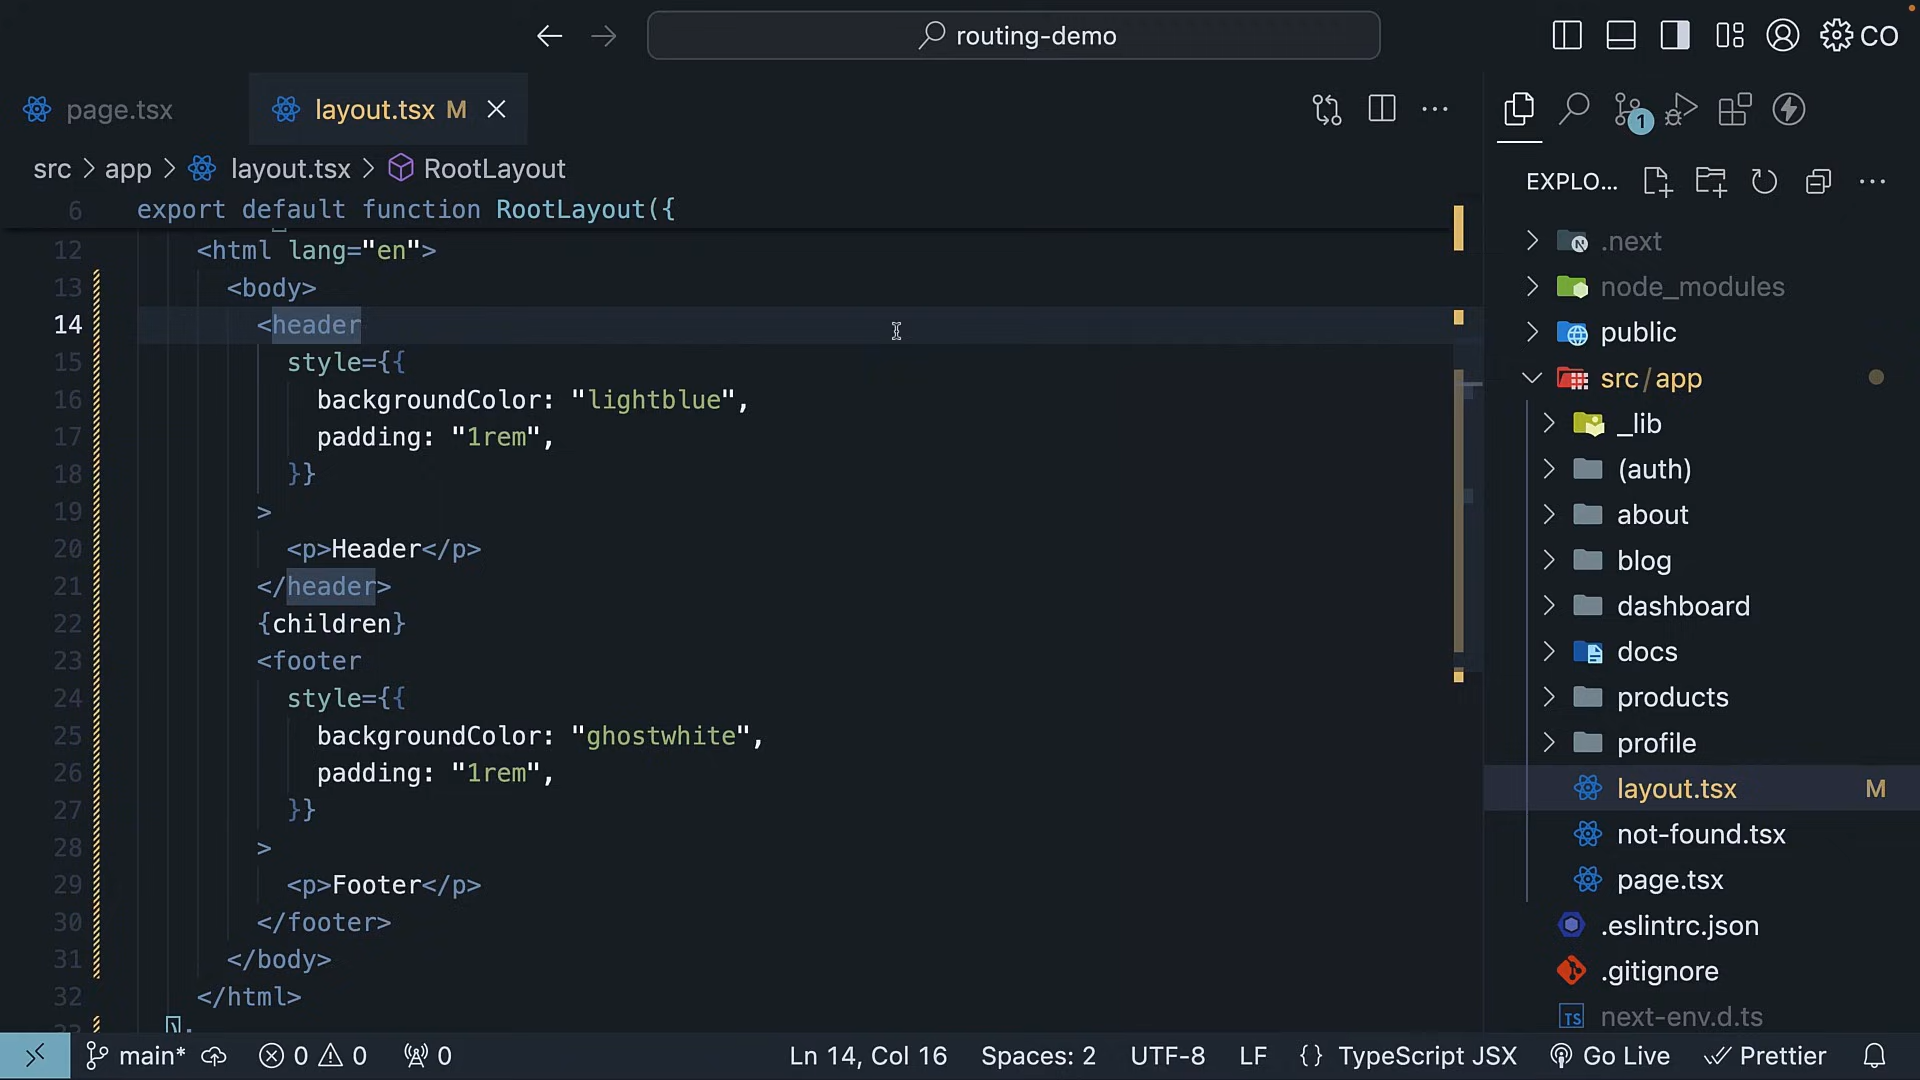 routing-demo
CO
page.tsx
layout.tsx M
1
src > app > layout.tsx > RootLayout
EXPLO...
6 export default function RootLayout({
12 <html lang="en">
13 <body>
14 <header
15 style={{
16 backgroundColor: "lightblue",
17 padding: "1rem",
18 }}
19 >
20 <p>Header</p>
21 </header>
22 {children}
23 <footer
24 style={{
25 backgroundColor: "ghostwhite",
26 padding: "1rem",
27 }}
28 >
29 <p>Footer</p>
30 </footer>
31 </body>
32 </html>
.next
node_modules
public
src/app
_lib
(auth)
about
blog
dashboard
docs
products
profile
layout.tsx M
not-found.tsx
page.tsx
.eslintrc.json
.gitignore
TS next-env.d.ts
main* 0 0 0 Ln 14, Col 16 Spaces: 2 UTF-8 LF {} TypeScript JSX Go Live Prettier